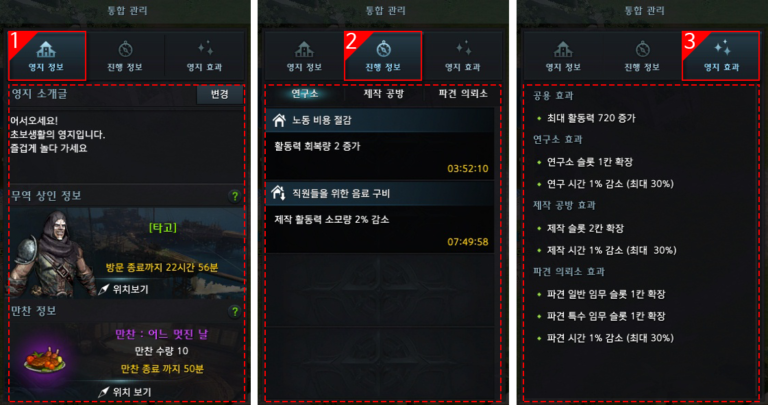 통합 관리
1
영지 정보
진행 정보
영지 효과
영지 소개글
변경
어서오세요!
초보생활의 영지입니다.
즐겁게 놀다 가세요
무역 상인 정보
?
[타고]
방문 종료까지 22시간 56분
위치보기
만찬 정보
?
만찬 : 어느 멋진 날
만찬 수량 10
만찬 종료 까지 50분
위치 보기
통합 관리
2
영지 정보
진행 정보
영지 효과
연구소
제작 공방
파견 의뢰소
노동 비용 절감
활동력 회복량 2 증가
03:52:10
직원들을 위한 음료 구비
제작 활동력 소모량 2% 감소
07:49:58
통합 관리
3
영지 정보
진행 정보
영지 효과
공용 효과
최대 활동력 720 증가
연구소 효과
연구소 슬롯 1칸 확장
연구 시간 1% 감소 (최대 30%)
제작 공방 효과
제작 슬롯 2칸 확장
제작 시간 1% 감소 (최대 30%)
파견 의뢰소 효과
파견 일반 임무 슬롯 1칸 확장
파견 특수 임무 슬롯 1칸 확장
파견 시간 1% 감소 (최대 30%)